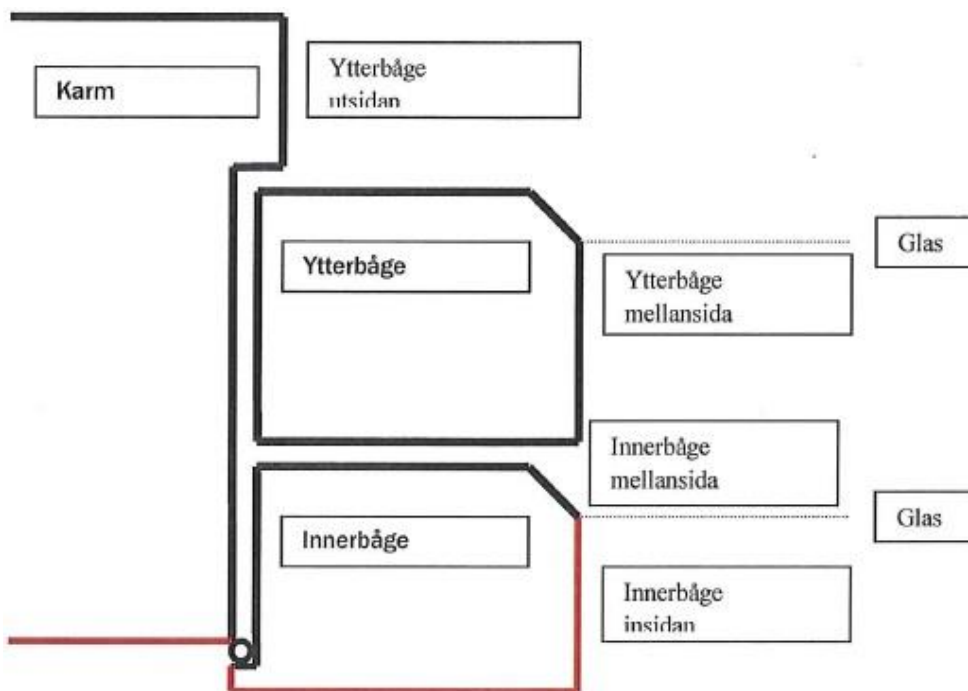 Karm
Ytterbåge
utsidan
Glas
Ytterbåge
Ytterbåge
mellansida
Innerbåge
mellansida
Glas
Innerbåge
Innerbåge
insidan